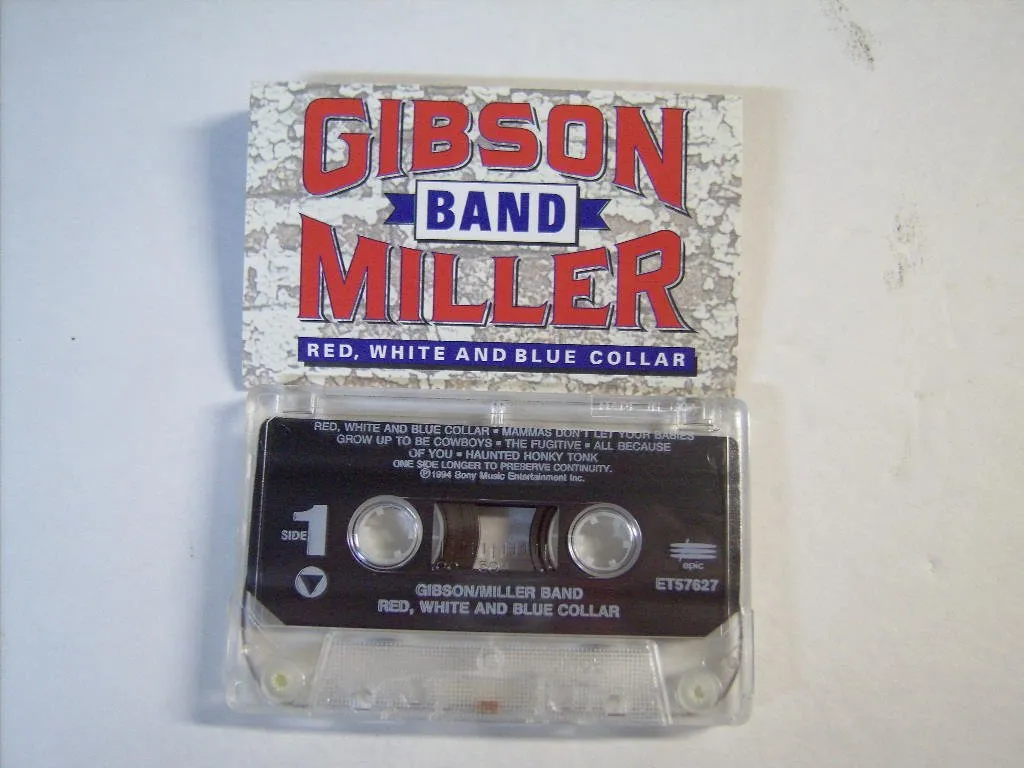 GIBSON
BAND
MILLER
RED, WHITE AND BLUE COLLAR
RED, WHITE AND BLUE COLLAR • MAMMAS DON'T LET YOUR BABIES
GROW UP TO BE COWBOYS • THE FUGITIVE • ALL BECAUSE
OF YOU • HAUNTED HONKY TONK
ONE SIDE LONGER TO PRESERVE CONTINUITY.
℗1994 Sony Music Entertainment Inc.
SIDE 1
epic
ET57627
GIBSON/MILLER BAND
RED, WHITE AND BLUE COLLAR